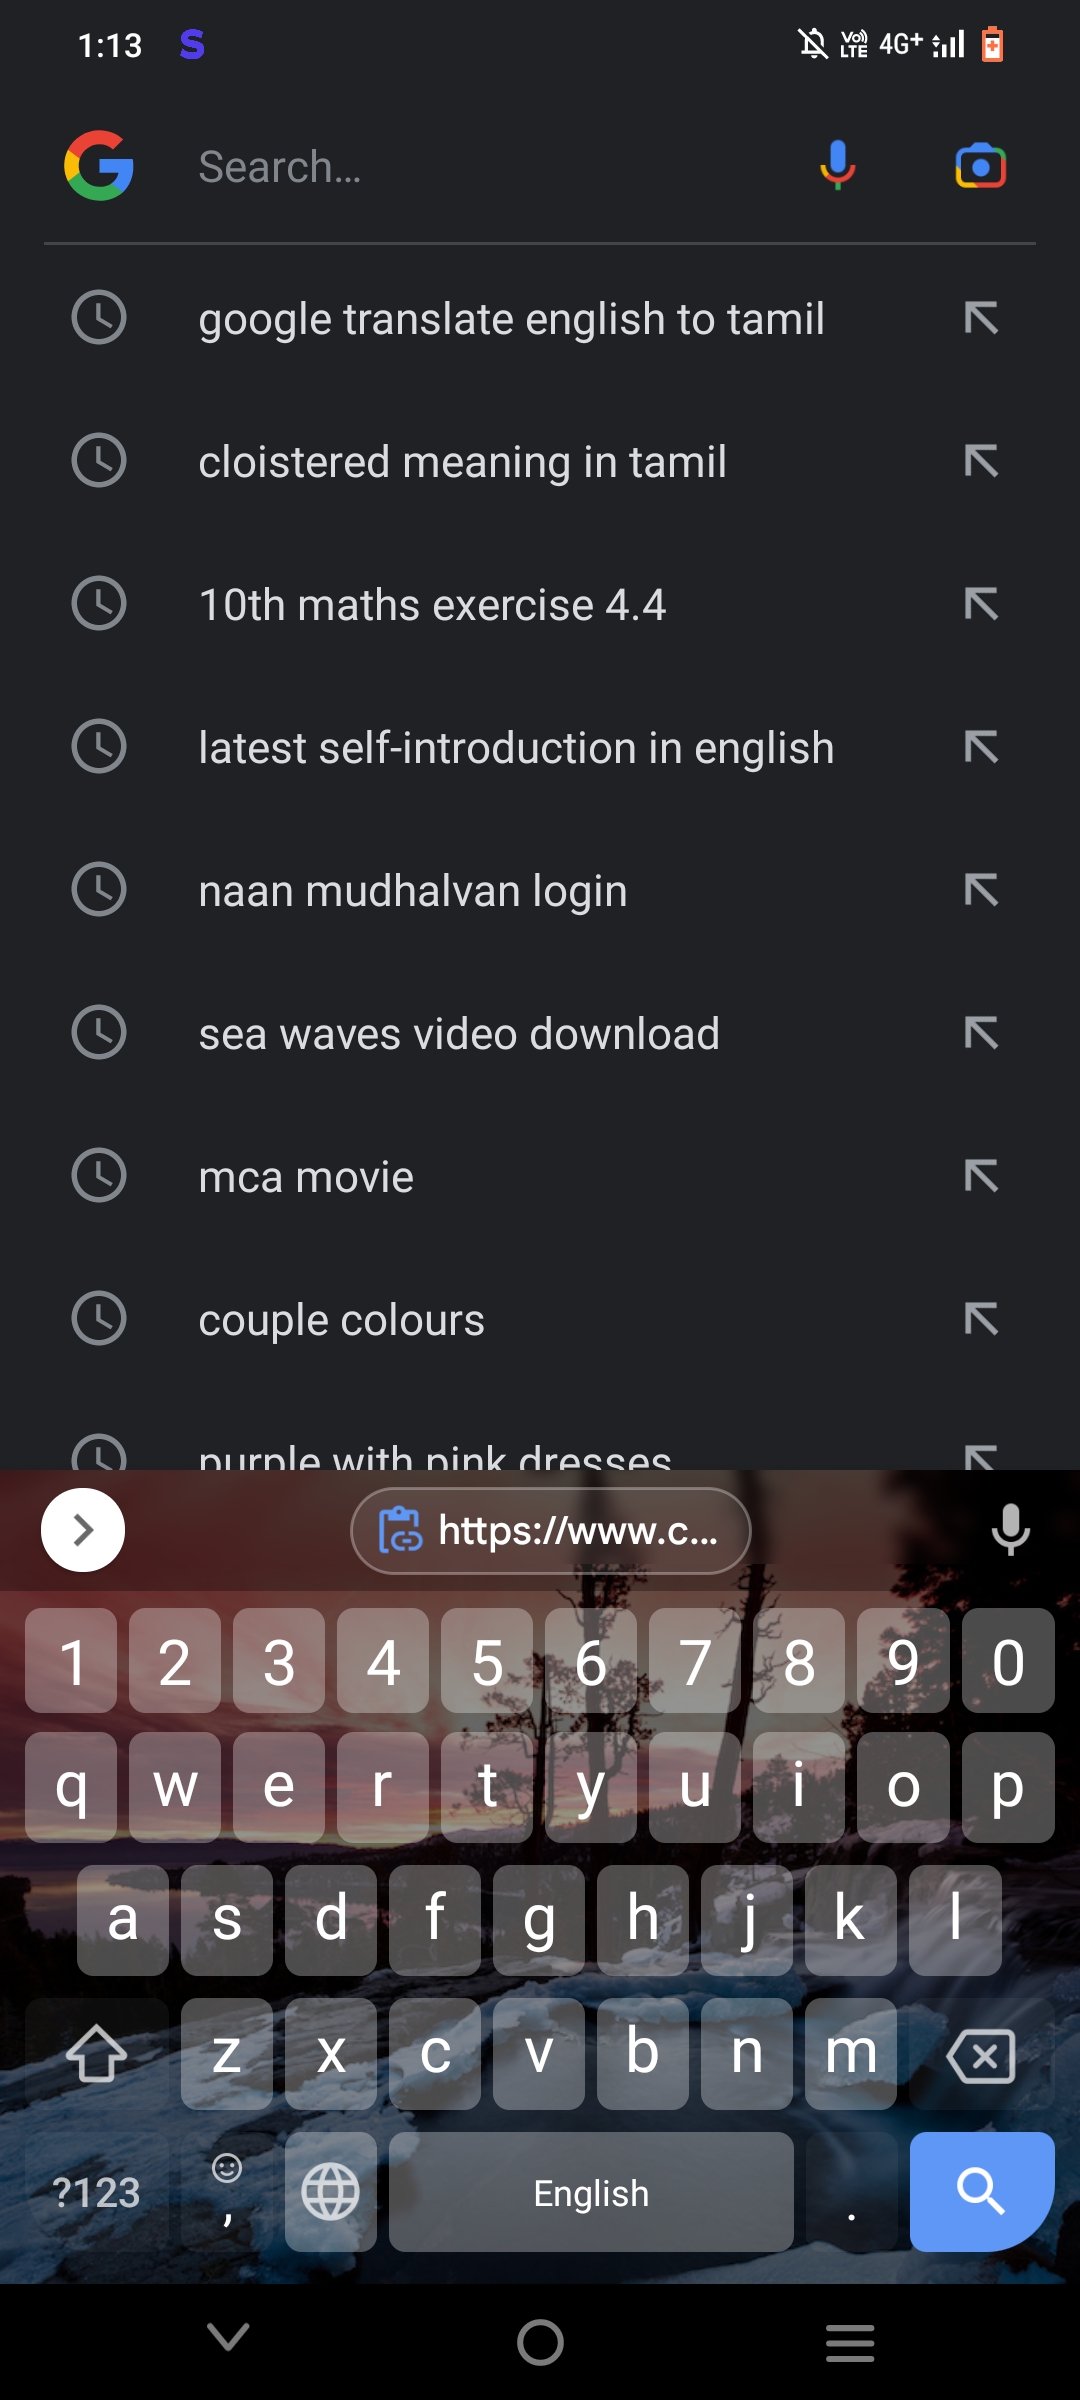 1:13
Vo)) LTE 4G+
Search...
google translate english to tamil
cloistered meaning in tamil
10th maths exercise 4.4
latest self-introduction in english
naan mudhalvan login
sea waves video download
mca movie
couple colours
purple with pink dresses
https://www.c...
1 2 3 4 5 6 7 8 9 0
q w e r t y u i o p
a s d f g h j k l
z x c v b n m
?123 , English .